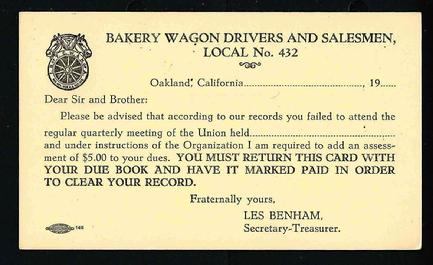 BAKERY WAGON DRIVERS AND SALESMEN,
LOCAL No. 432
Oakland, California......................................, 19.....
Dear Sir and Brother:
Please be advised that according to our records you failed to attend the
regular quarterly meeting of the Union held.............................................
and under instructions of the Organization I am required to add an assess-
ment of $5.00 to your dues. YOU MUST RETURN THIS CARD WITH
YOUR DUE BOOK AND HAVE IT MARKED PAID IN ORDER
TO CLEAR YOUR RECORD.
Fraternally yours,
LES BENHAM,
Secretary-Treasurer.
148